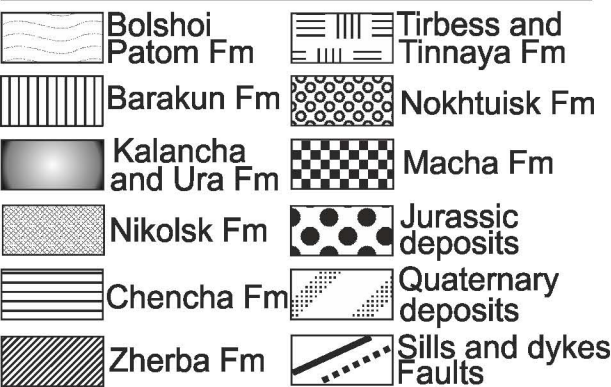 Bolshoi
Patom Fm
Barakun Fm
Kalancha
and Ura Fm
Nikolsk Fm
Chencha Fm
Zherba Fm
Tirbess and
Tinnaya Fm
Nokhtuisk Fm
Macha Fm
Jurassic
deposits
Quaternary
deposits
Sills and dykes
Faults